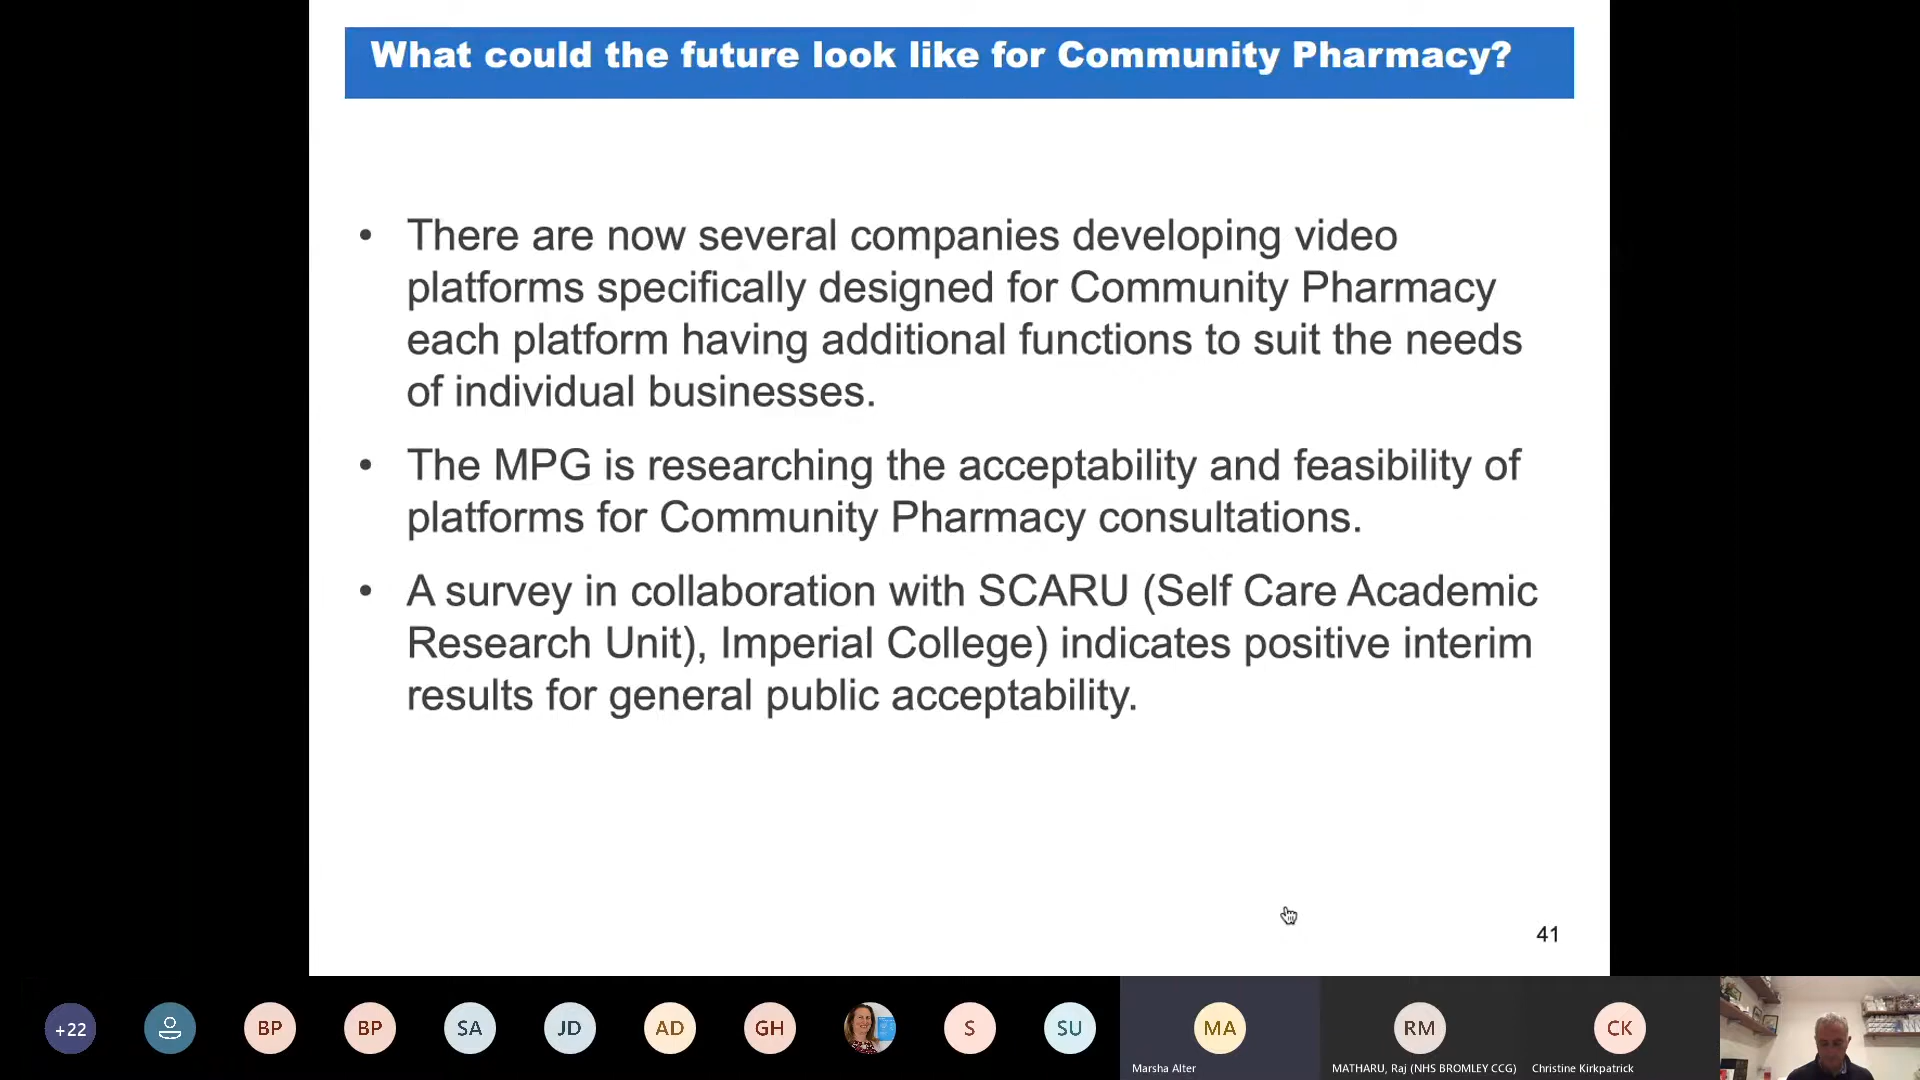 What could the future look like for Community Pharmacy?
• There are now several companies developing video
platforms specifically designed for Community Pharmacy
each platform having additional functions to suit the needs
of individual businesses.
• The MPG is researching the acceptability and feasibility of
platforms for Community Pharmacy consultations.
• A survey in collaboration with SCARU (Self Care Academic
Research Unit), Imperial College) indicates positive interim
results for general public acceptability.
41
+22
BP
BP
SA
JD
AD
GH
S
SU
MA
RM
CK
Marsha Alter
MATHARU, Raj (NHS BROMLEY CCG)
Christine Kirkpatrick